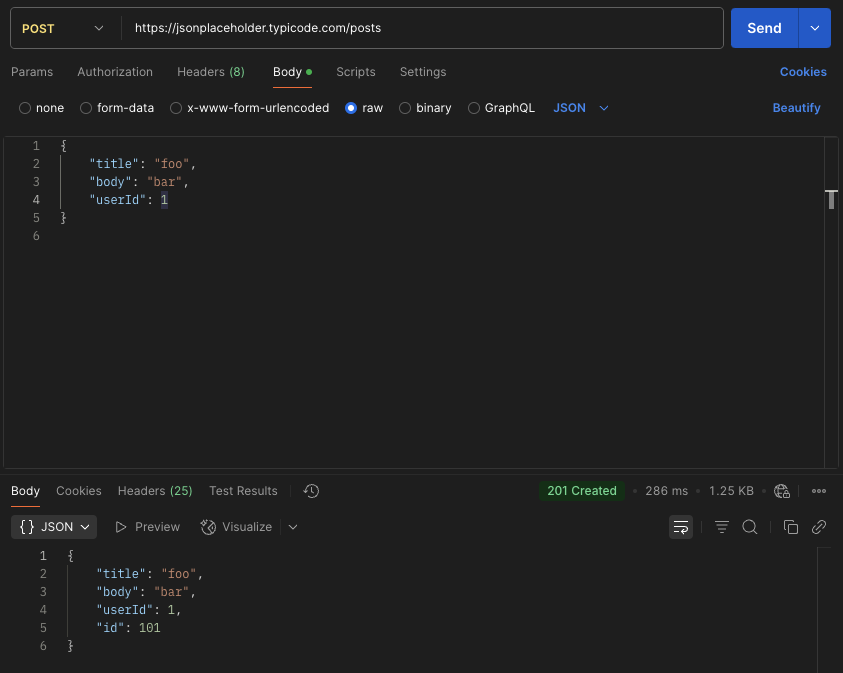 POST https://jsonplaceholder.typicode.com/posts Send
Params Authorization Headers (8) Body Scripts Settings Cookies
none form-data x-www-form-urlencoded raw binary GraphQL JSON Beautify
1 {
2 "title": "foo",
3 "body": "bar",
4 "userId": 1
5 }
6
Body Cookies Headers (25) Test Results 201 Created 286 ms 1.25 KB
{} JSON Preview Visualize
1 {
2 "title": "foo",
3 "body": "bar",
4 "userId": 1,
5 "id": 101
6 }